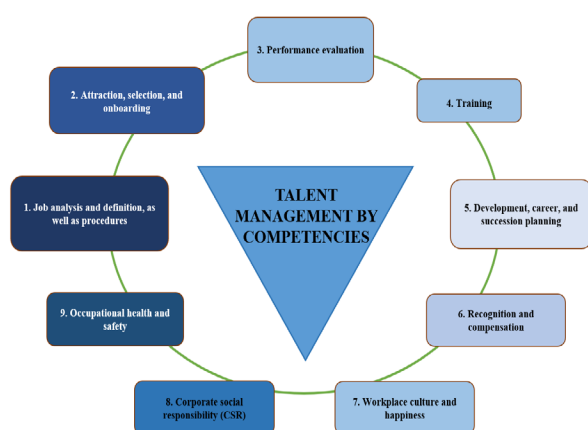 3. Performance evaluation
2. Attraction, selection, and
onboarding
4. Training
TALENT
MANAGEMENT BY
COMPETENCIES
1. Job analysis and definition, as
well as procedures
5. Development, career, and
succession planning
9. Occupational health and
safety
6. Recognition and
compensation
8. Corporate social
responsibility (CSR)
7. Workplace culture and
happiness